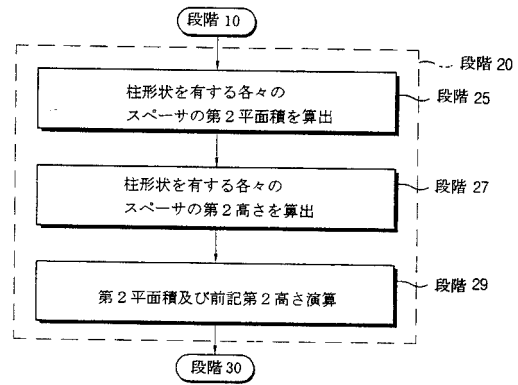 段階 10
段階 20
柱形状を有する各々の
スペーサの第2平面積を算出
段階 25
柱形状を有する各々の
スペーサの第2高さを算出
段階 27
第2平面積及び前記第2高さ演算
段階 29
段階 30